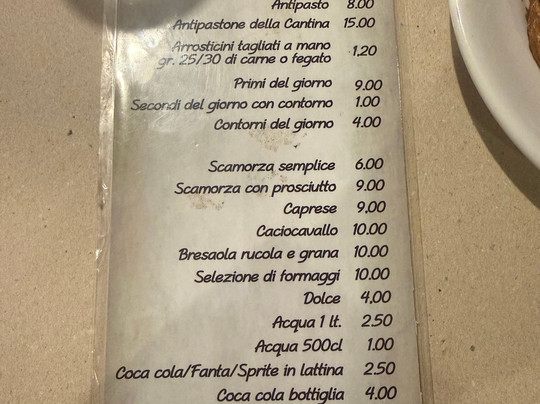 Antipasto 8.00
Antipastone della Cantina 15.00
Arrosticini tagliati a mano
gr. 25/30 di carne o fegato 1.20
Primi del giorno 9.00
Secondi del giorno con contorno 1.00
Contorni del giorno 4.00
Scamorza semplice 6.00
Scamorza con prosciutto 9.00
Caprese 9.00
Caciocavallo 10.00
Bresaola rucola e grana 10.00
Selezione di formaggi 10.00
Dolce 4.00
Acqua 1 lt. 2.50
Acqua 500cl 1.00
Coca cola/Fanta/Sprite in lattina 2.50
Coca cola bottiglia 4.00